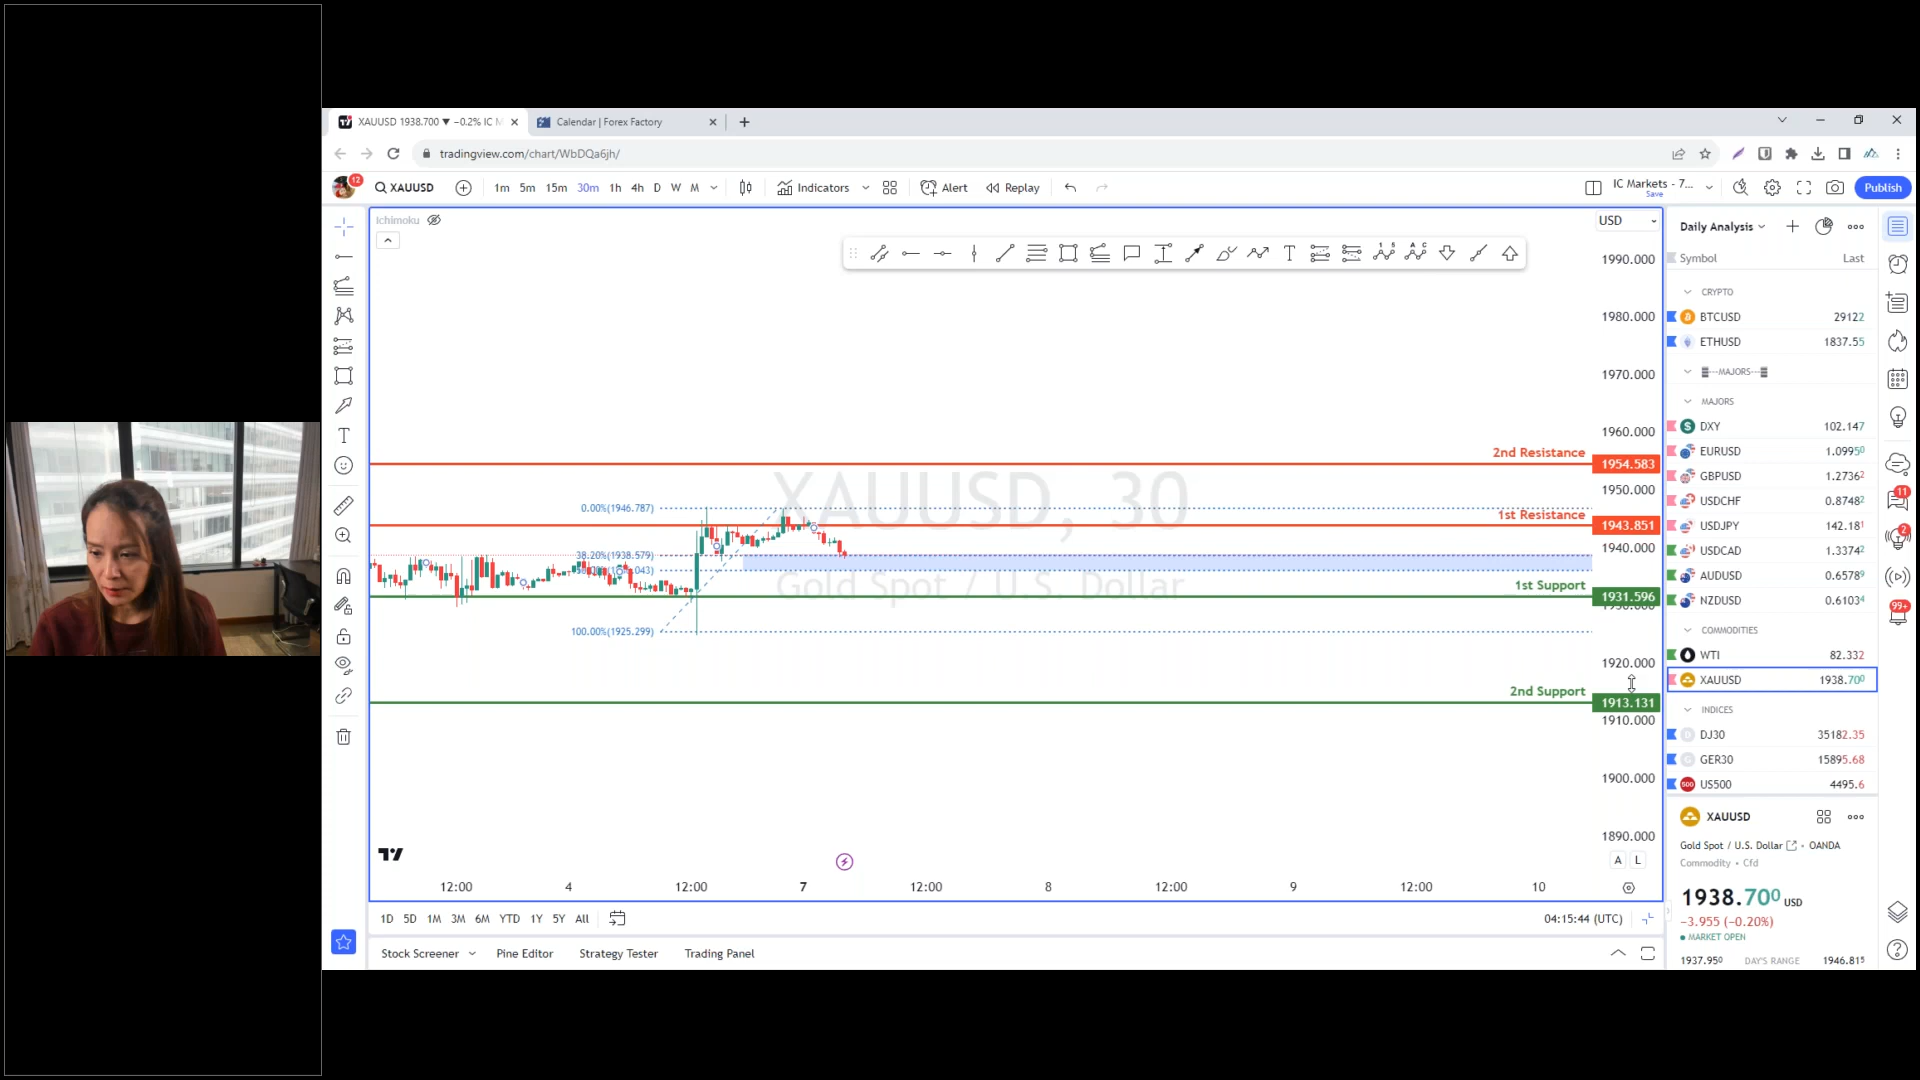 XAUUSD 1938.700 ▼ −0.2% IC M
Calendar | Forex Factory
tradingview.com/chart/WbDQa6jh/
12
XAUUSD
1m 5m 15m 30m 1h 4h D W M
Indicators
Alert
Replay
IC Markets - 7...
Save
Publish
Ichimoku
USD
1990.000
1980.000
1970.000
1960.000
1950.000
1940.000
1920.000
1910.000
1900.000
1890.000
XAUUSD, 30
Gold Spot / U.S. Dollar
2nd Resistance
1954.583
1st Resistance
1943.851
1st Support
1931.596
2nd Support
1913.131
0.00%(1946.787)
38.20%(1938.579)
100.00%(1925.299)
A L
12:00 4 12:00 7 12:00 8 12:00 9 12:00 10
1D 5D 1M 3M 6M YTD 1Y 5Y All
04:15:44 (UTC)
Stock Screener
Pine Editor
Strategy Tester
Trading Panel
Daily Analysis
Symbol Last
CRYPTO
BTCUSD 29122
ETHUSD 1837.55
MAJORS
MAJORS
DXY 102.147
EURUSD 1.09950
GBPUSD 1.27362
USDCHF 0.87482
USDJPY 142.181
USDCAD 1.33742
AUDUSD 0.65789
NZDUSD 0.61034
COMMODITIES
WTI 82.332
XAUUSD 1938.700
INDICES
DJ30 35182.35
GER30 15895.68
US500 4495.6
XAUUSD
Gold Spot / U.S. Dollar • OANDA
Commodity • Cfd
1938.700 USD
−3.955 (−0.20%)
MARKET OPEN
1937.950 DAY'S RANGE 1946.815
11
2
99+